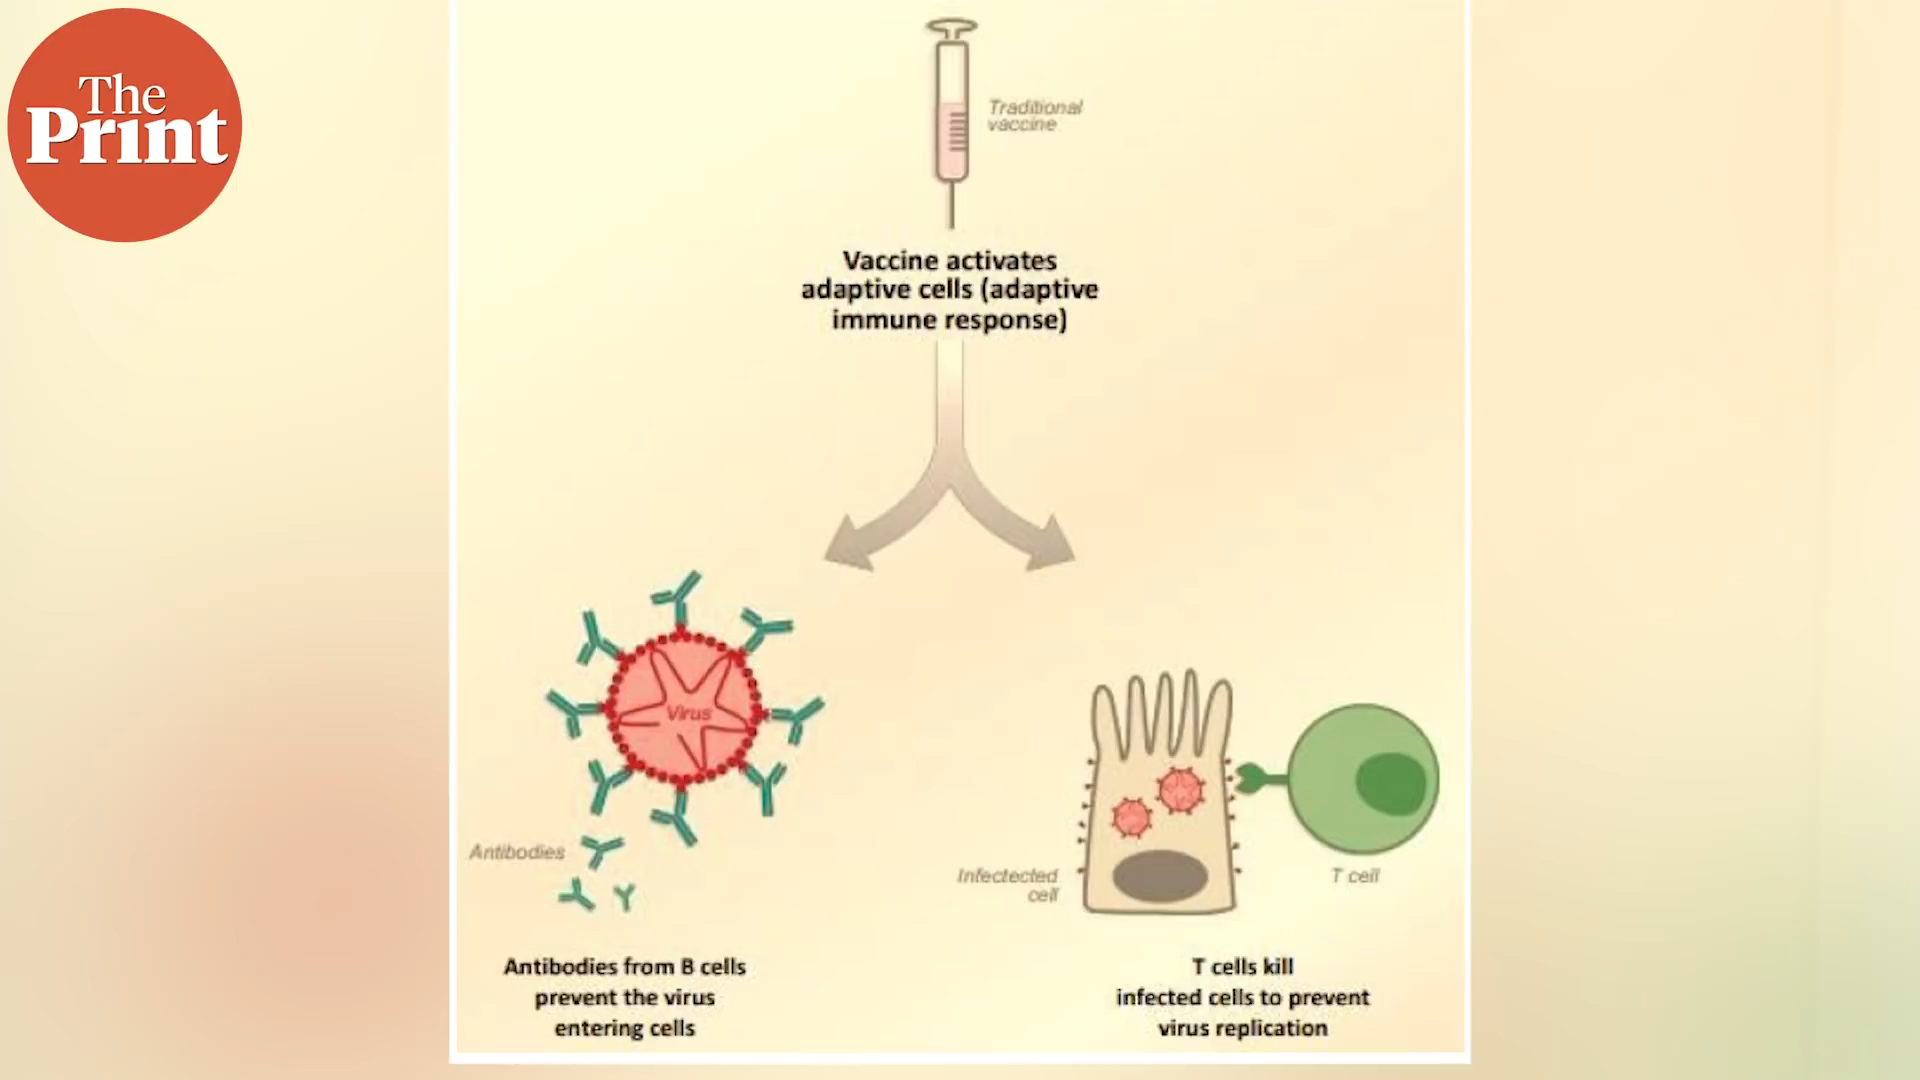 The
Print
Traditional
vaccine
Vaccine activates
adaptive cells (adaptive
immune response)
Virus
Antibodies
Infectected
cell
T cell
Antibodies from B cells
prevent the virus
entering cells
T cells kill
infected cells to prevent
virus replication